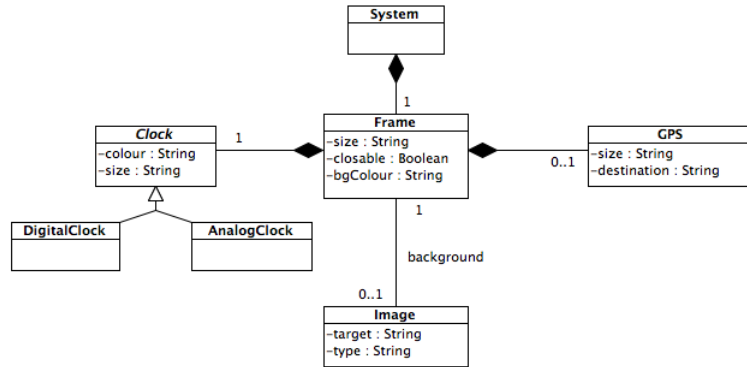 System
1
Frame
-size : String
-closable : Boolean
-bgColour : String
Clock
-colour : String
-size : String
1
GPS
-size : String
-destination : String
0..1
1
DigitalClock
AnalogClock
background
0..1
Image
-target : String
-type : String